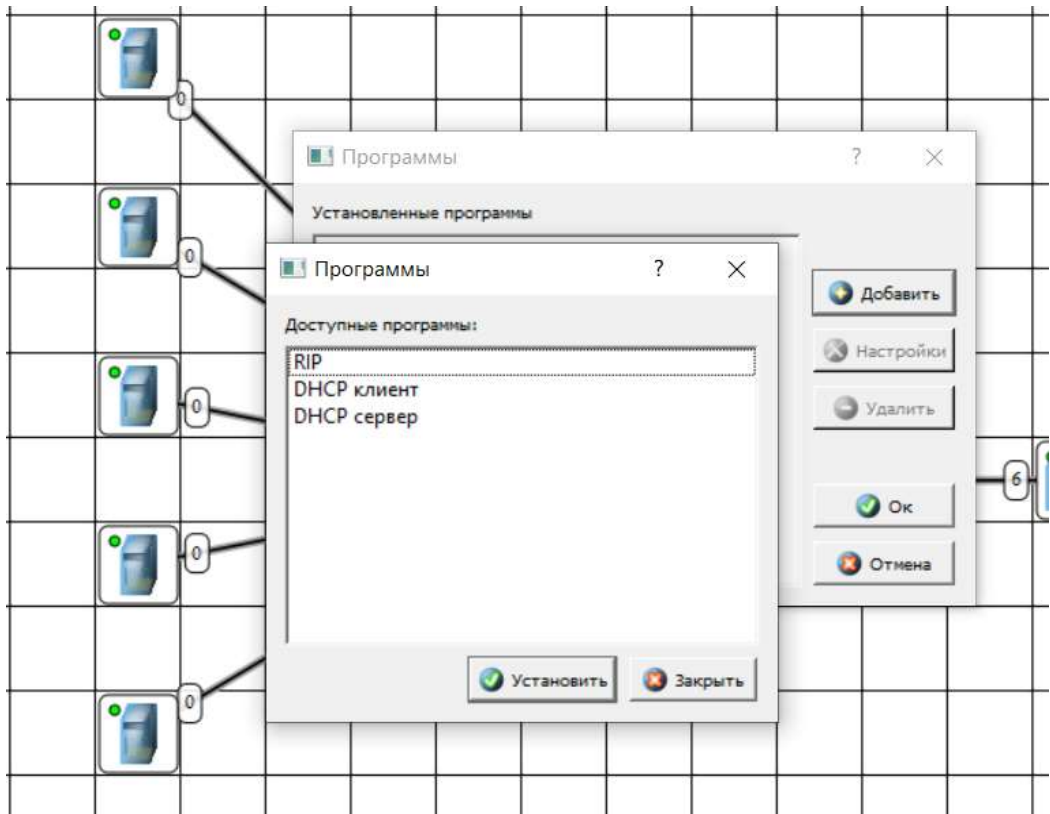 0
Программы ?
Установленные программы
0
Программы ?
Добавить
Доступные программы:
RIP
Настройки
DHCP клиент
0
Удалить
DHCP сервер
6
Ок
0
Отмена
Установить
Закрыть
0